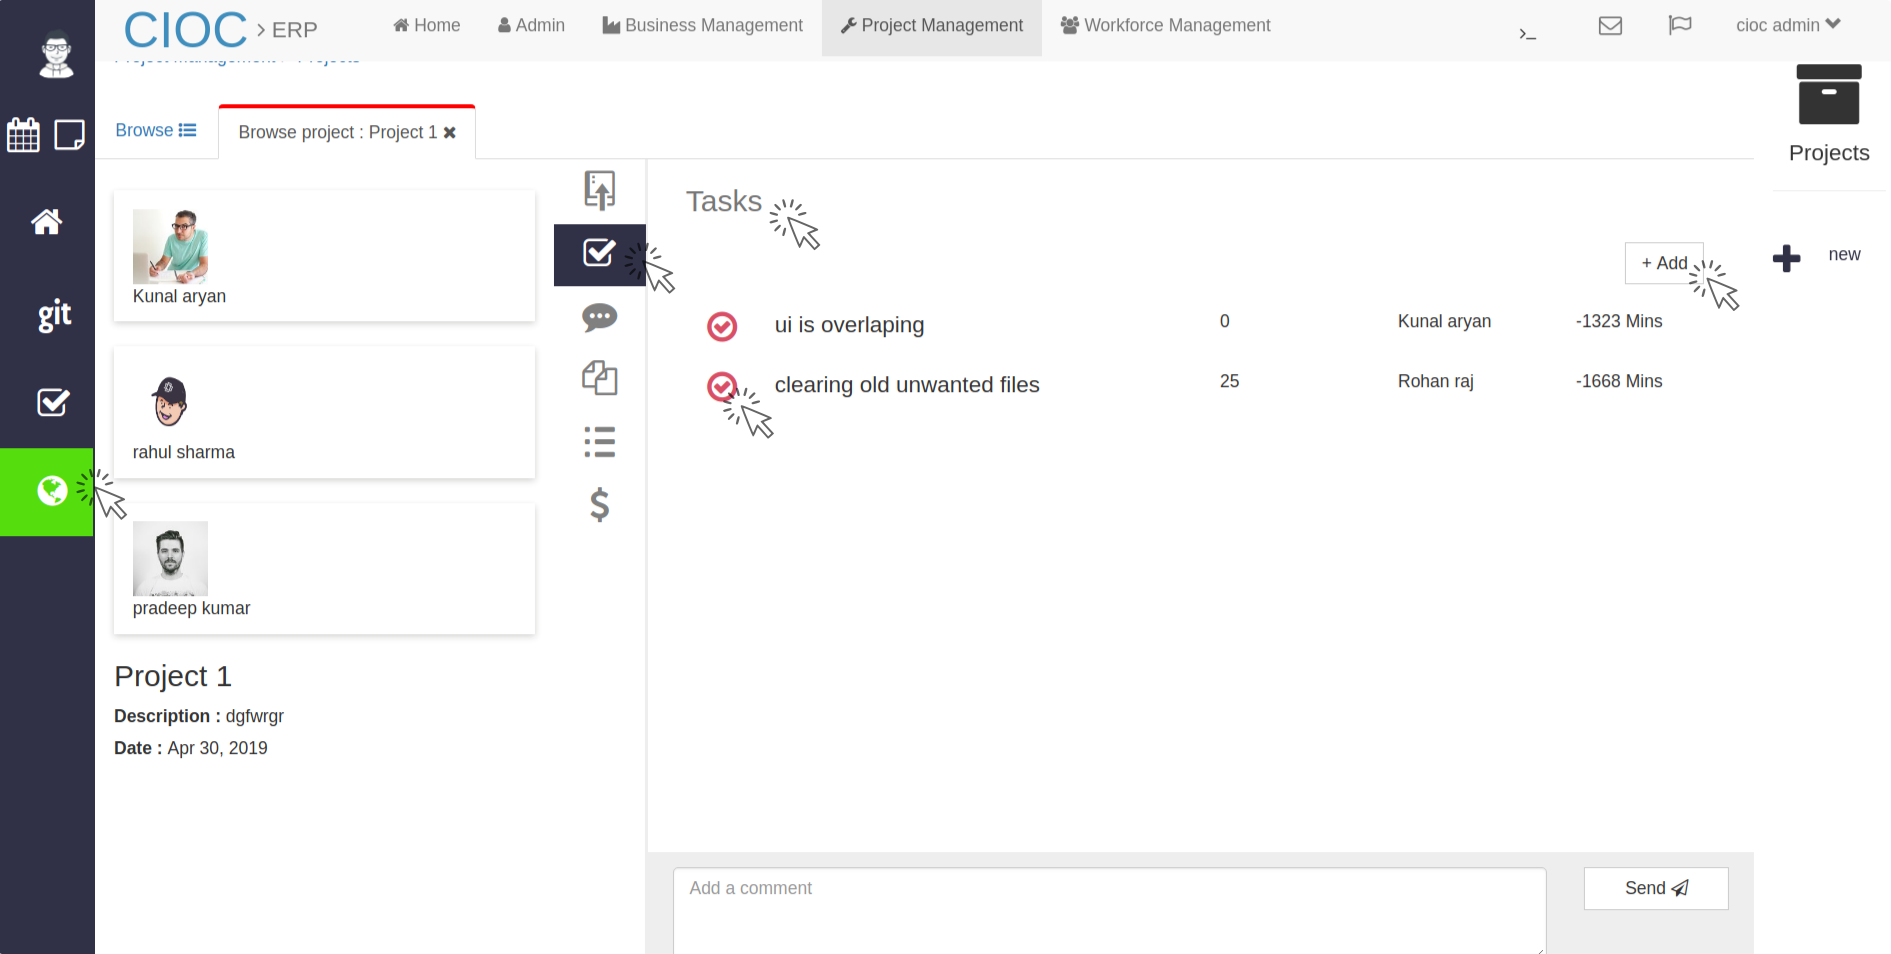 CIOC > ERP
Home
Admin
Business Management
Project Management
Workforce Management
>_
cioc admin
Browse
Browse project : Project 1
Projects
new
git
Kunal aryan
rahul sharma
pradeep kumar
Project 1
Description : dgfwrgr
Date : Apr 30, 2019
Tasks
+ Add
ui is overlaping 0 Kunal aryan -1323 Mins
clearing old unwanted files 25 Rohan raj -1668 Mins
Add a comment
Send